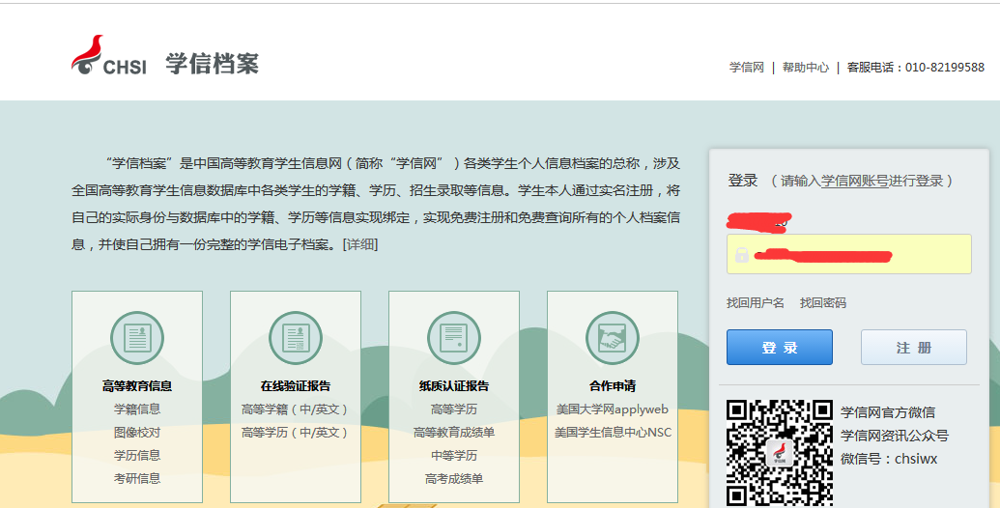 CHSI 学信档案
学信网 | 帮助中心 | 客服电话：010-82199588
“学信档案”是中国高等教育学生信息网（简称“学信网”）各类学生个人信息档案的总称，涉及
全国高等教育学生信息数据库中各类学生的学籍、学历、招生录取等信息。学生本人通过实名注册，将
自己的实际身份与数据库中的学籍、学历等信息实现绑定，实现免费注册和免费查询所有的个人档案信
息，并使自己拥有一份完整的学信电子档案。[详细]
高等教育信息
学籍信息
图像校对
学历信息
考研信息
在线验证报告
高等学籍（中/英文）
高等学历（中/英文）
纸质认证报告
高等学历
高等教育成绩单
中等学历
高考成绩单
合作申请
美国大学网applyweb
美国学生信息中心NSC
登录 （请输入学信网账号进行登录）
找回用户名 找回密码
登 录 注 册
学信网官方微信
学信网资讯公众号
微信号：chsiwx
学信网